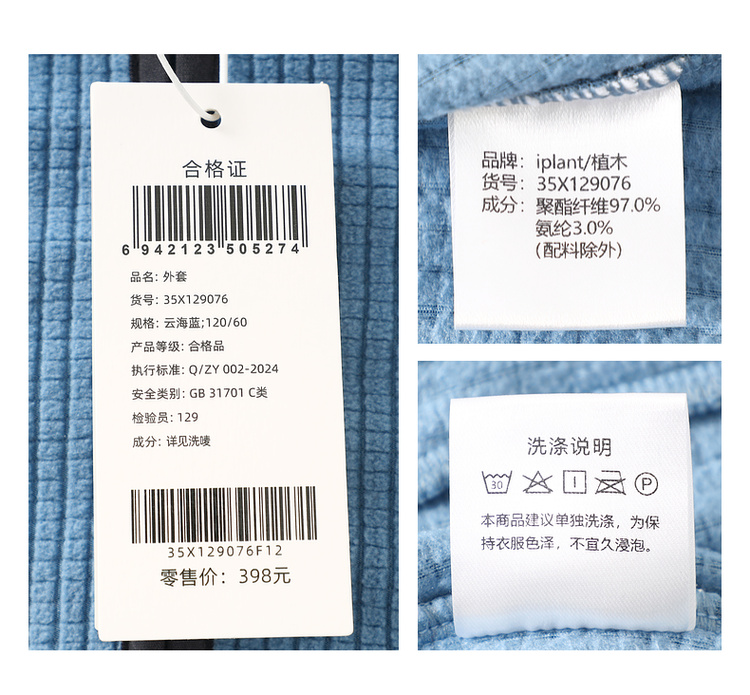 合格证
6 942123 505274
品名: 外套
货号: 35X129076
规格: 云海蓝;120/60
产品等级: 合格品
执行标准: Q/ZY 002-2024
安全类别: GB 31701 C类
检验员: 129
成分: 详见洗唛
35X129076F12
零售价: 398元
品牌: iplant/植木
货号: 35X129076
成分: 聚酯纤维97.0%
氨纶3.0%
(配料除外)
洗涤说明
30
P
本商品建议单独洗涤，为保
持衣服色泽，不宜久浸泡。